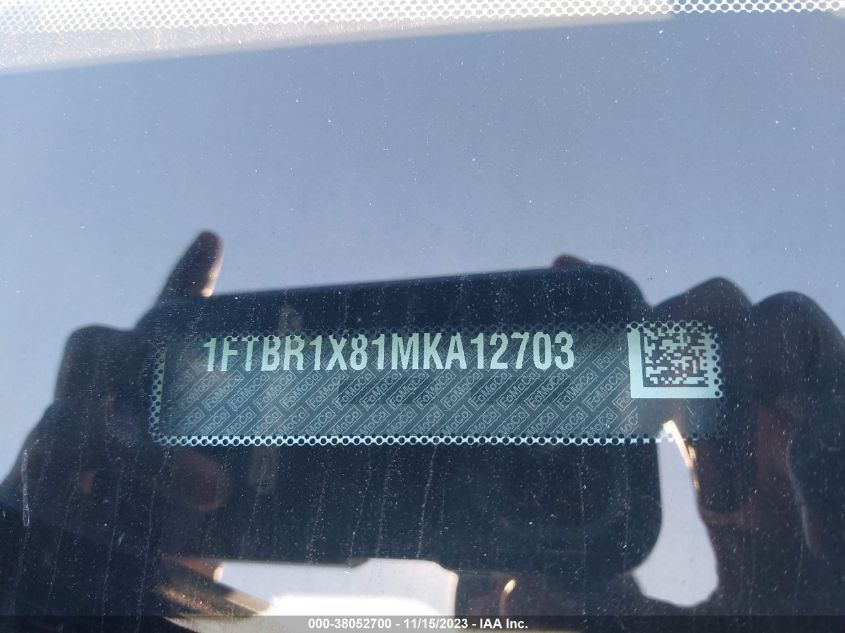 1FTBR1X81MKA12703
000-38052700 - 11/15/2023 - IAA Inc.